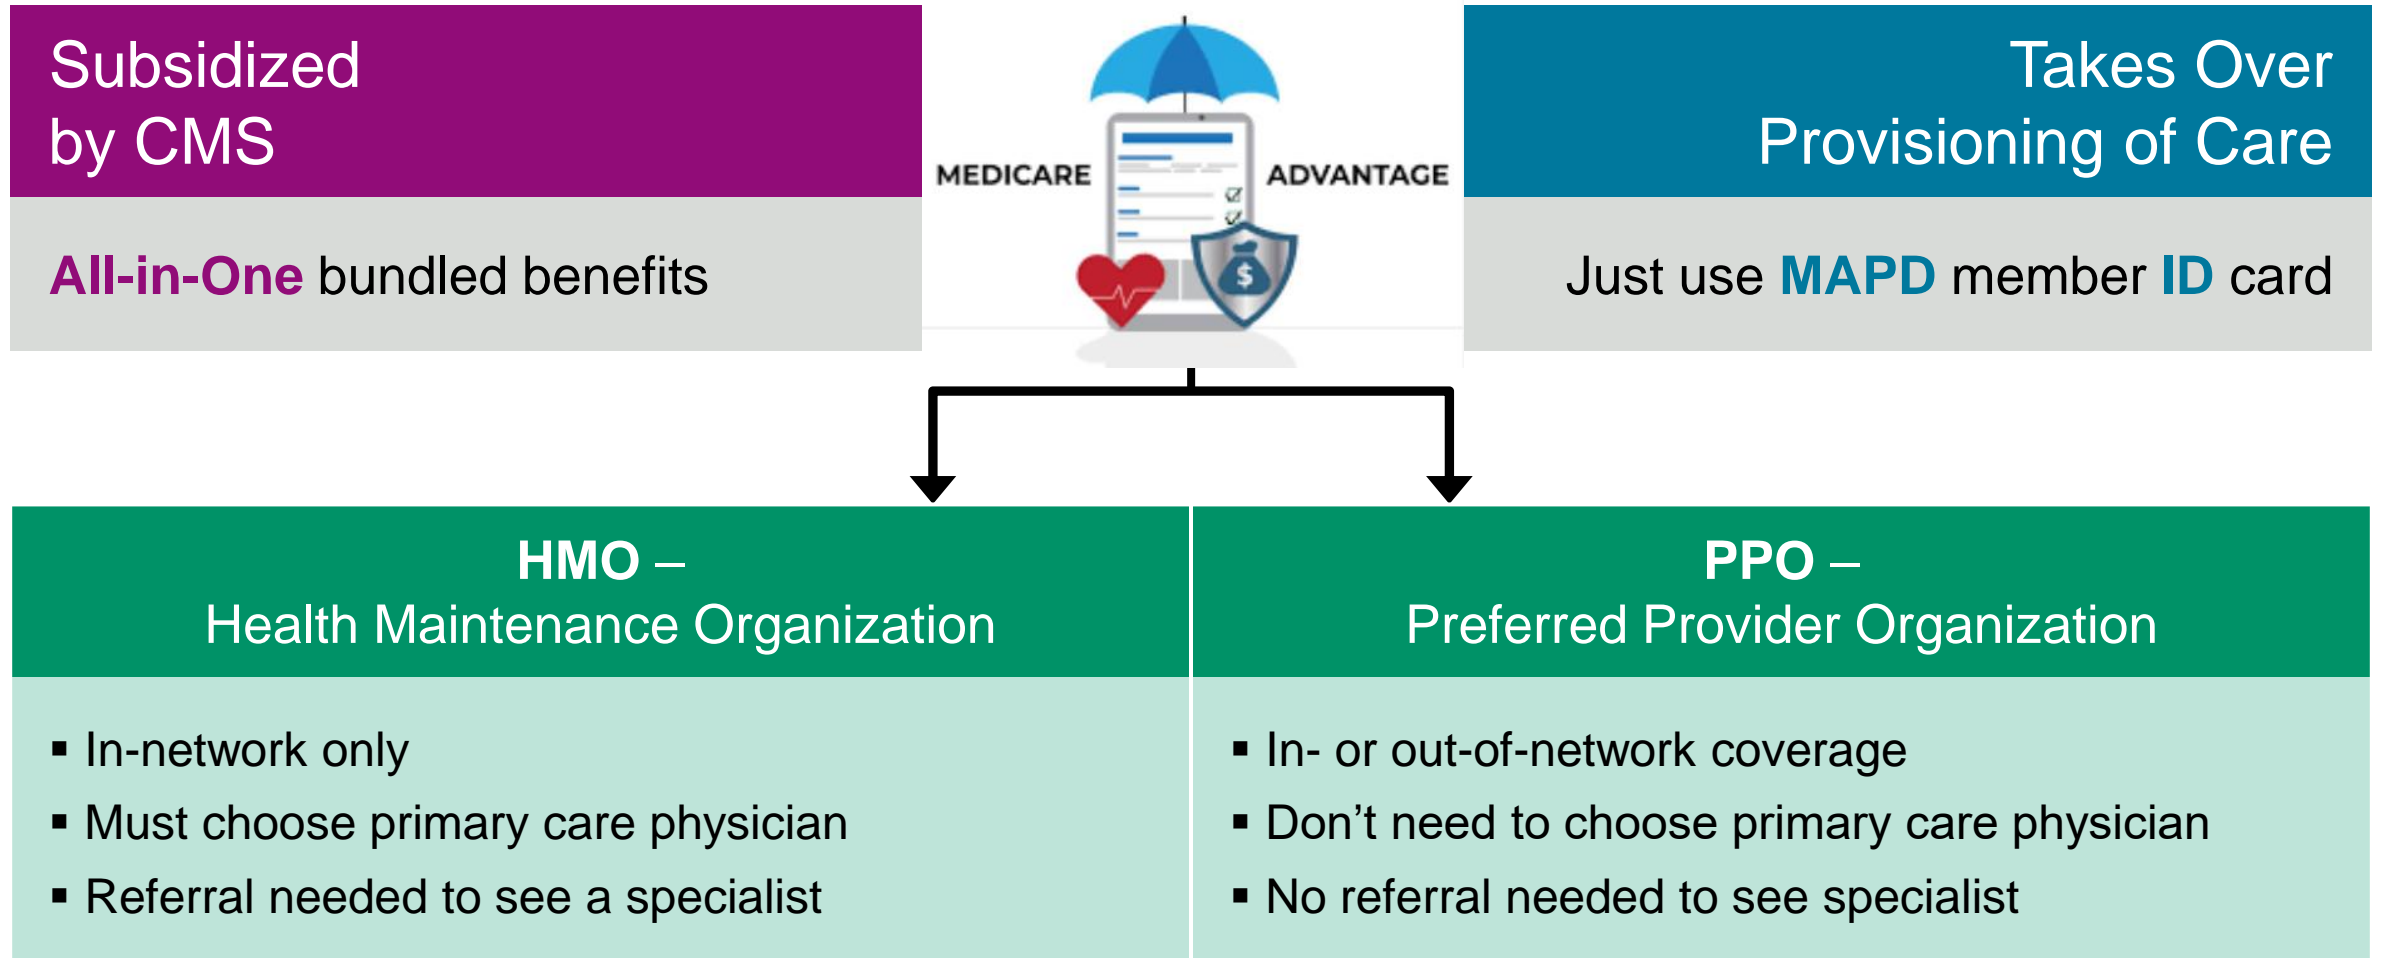 Subsidized
by CMS
All-in-One bundled benefits
MEDICARE ADVANTAGE
$
Takes Over
Provisioning of Care
Just use MAPD member ID card
HMO –
Health Maintenance Organization
▪ In-network only
▪ Must choose primary care physician
▪ Referral needed to see a specialist
PPO –
Preferred Provider Organization
▪ In- or out-of-network coverage
▪ Don’t need to choose primary care physician
▪ No referral needed to see specialist